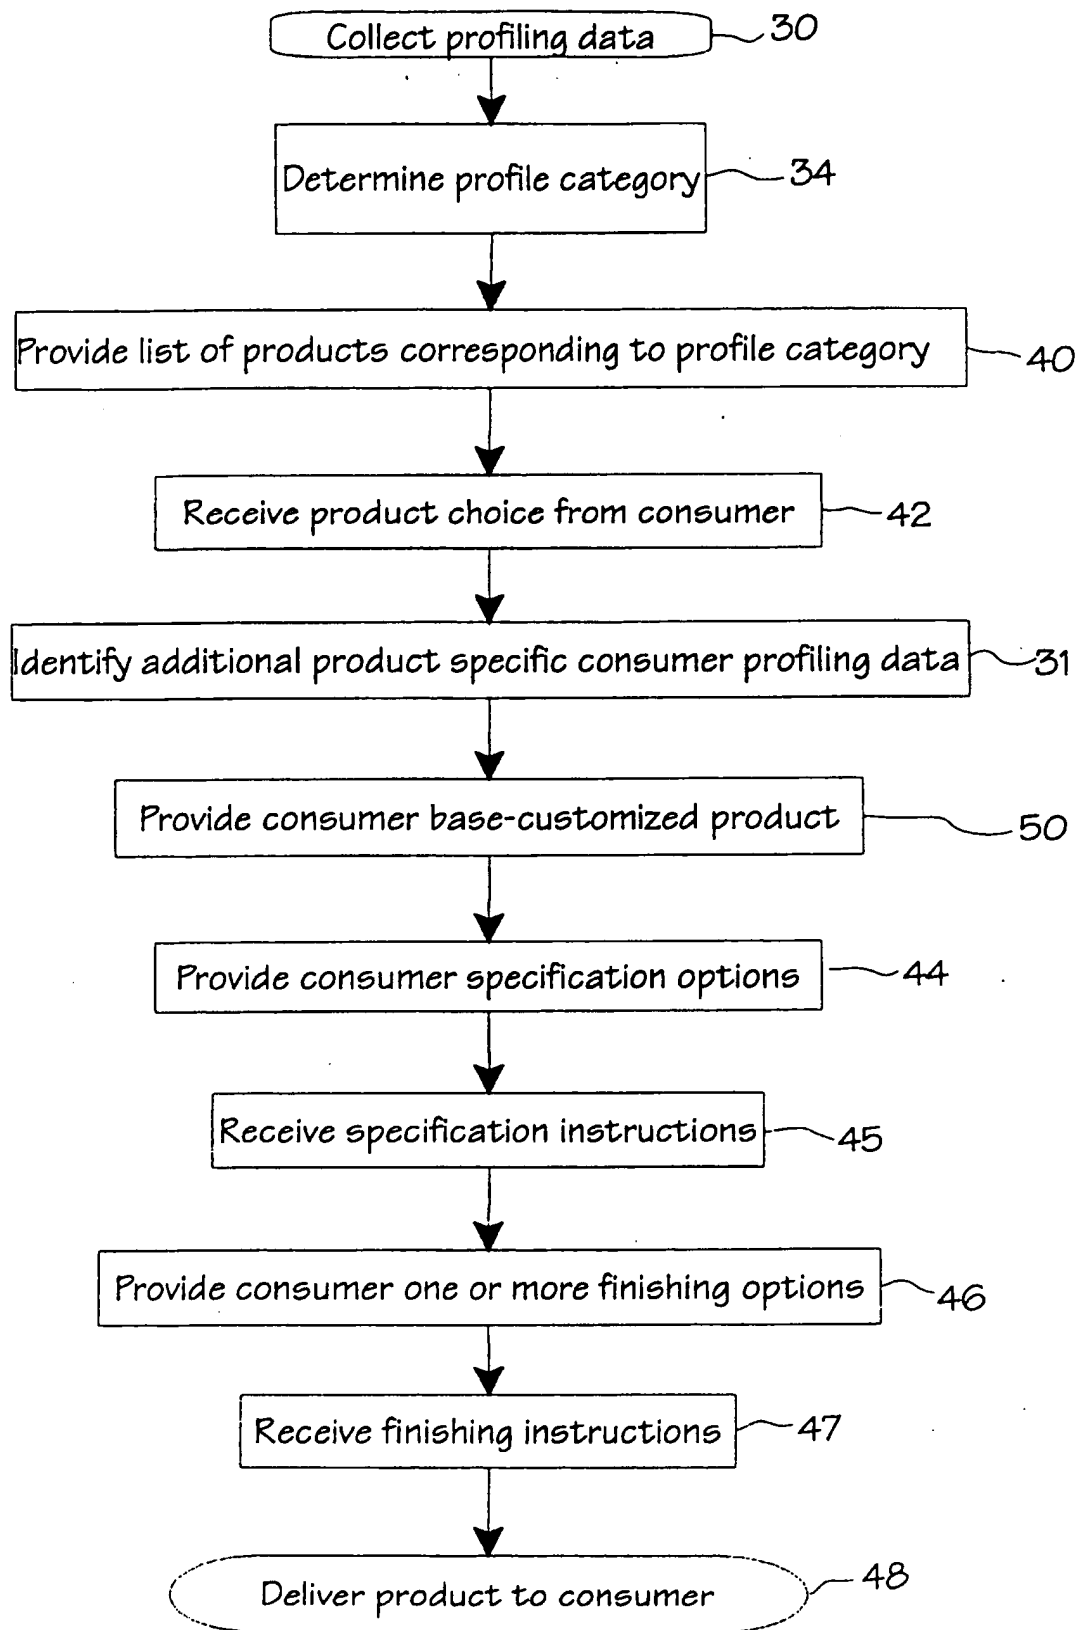 Collect profiling data 30
Determine profile category 34
Provide list of products corresponding to profile category 40
Receive product choice from consumer 42
Identify additional product specific consumer profiling data 31
Provide consumer base-customized product 50
Provide consumer specification options 44
Receive specification instructions 45
Provide consumer one or more finishing options 46
Receive finishing instructions 47
Deliver product to consumer 48